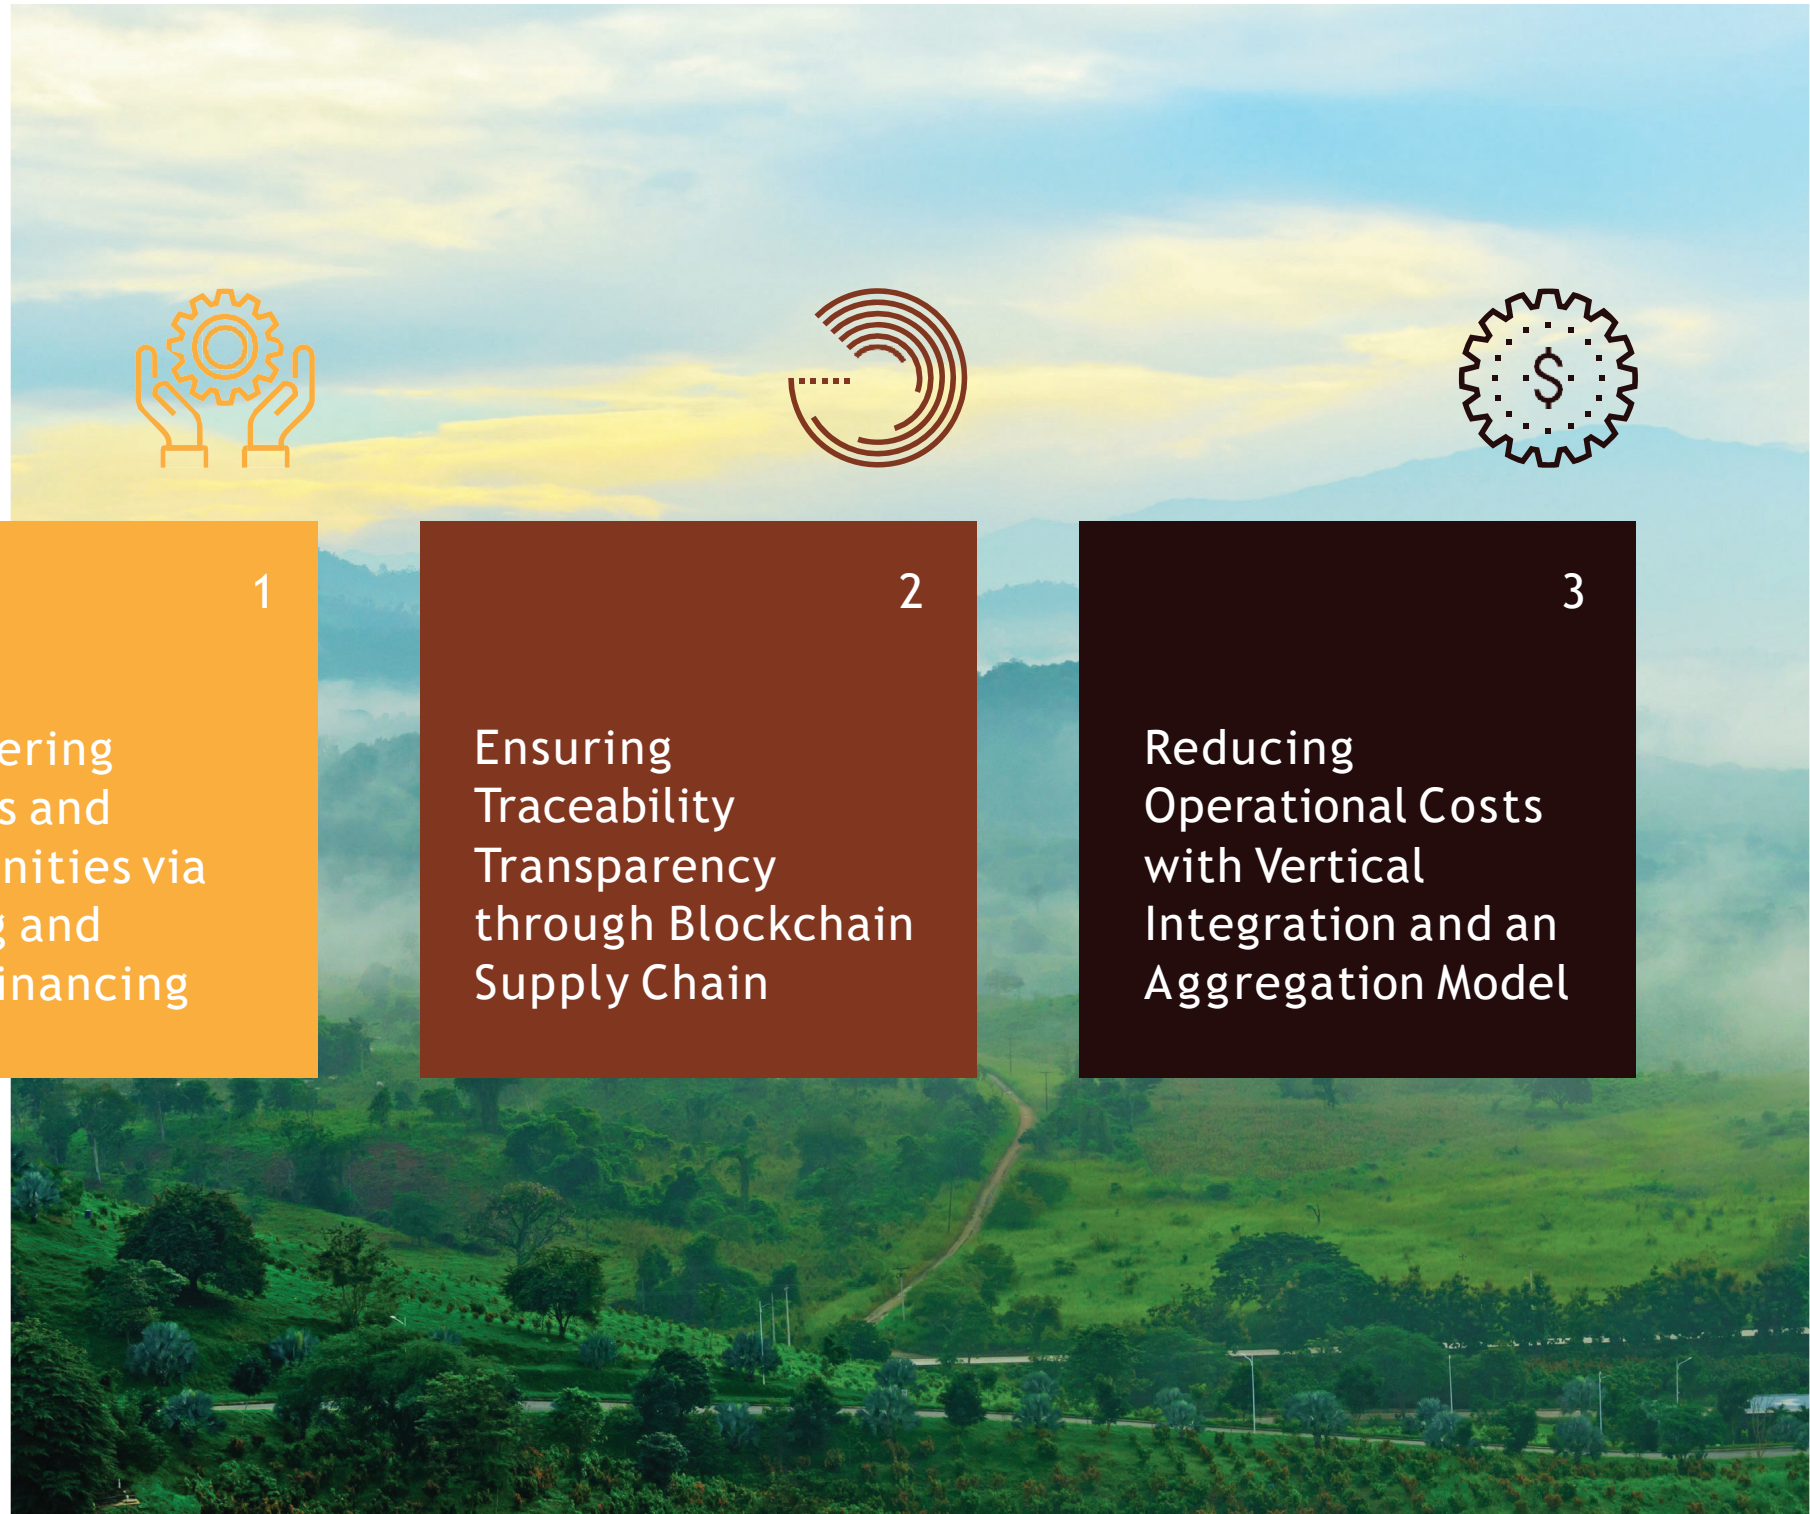 1
ering
s and
nities via
g and
inancing
2
Ensuring
Traceability
Transparency
through Blockchain
Supply Chain
3
Reducing
Operational Costs
with Vertical
Integration and an
Aggregation Model